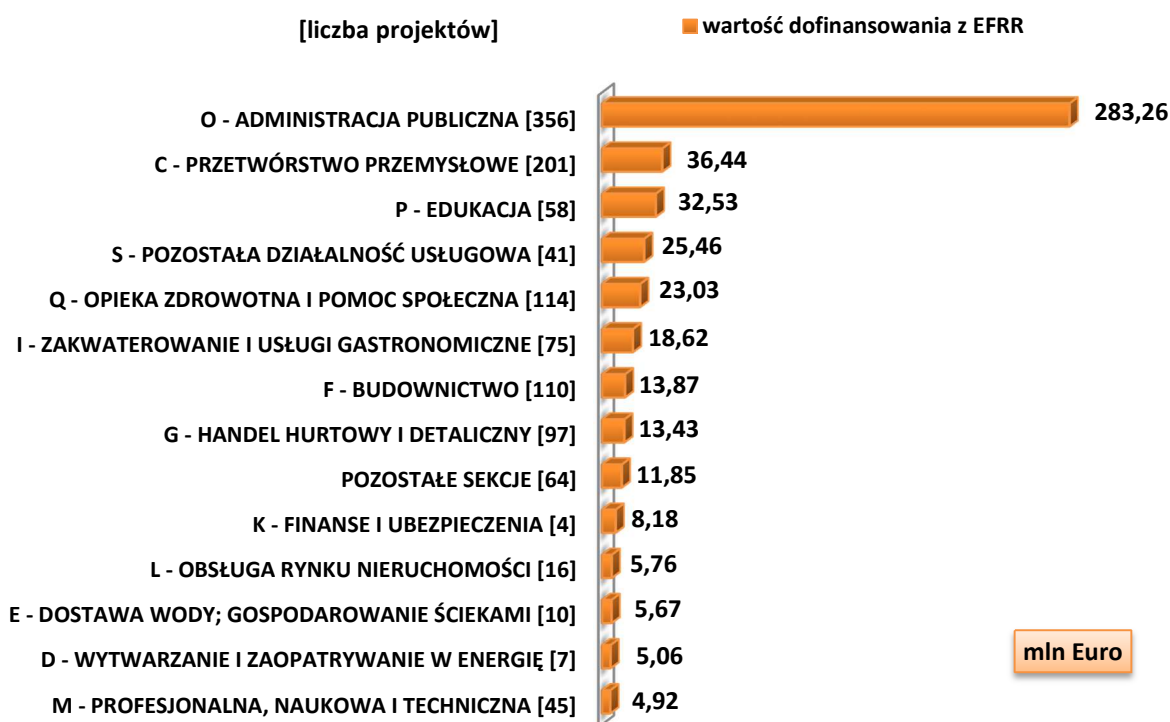 [liczba projektów]
wartość dofinansowania z EFRR
O - ADMINISTRACJA PUBLICZNA [356] 283,26
C - PRZETWÓRSTWO PRZEMYSŁOWE [201] 36,44
P - EDUKACJA [58] 32,53
S - POZOSTAŁA DZIAŁALNOŚĆ USŁUGOWA [41] 25,46
Q - OPIEKA ZDROWOTNA I POMOC SPOŁECZNA [114] 23,03
I - ZAKWATEROWANIE I USŁUGI GASTRONOMICZNE [75] 18,62
F - BUDOWNICTWO [110] 13,87
G - HANDEL HURTOWY I DETALICZNY [97] 13,43
POZOSTAŁE SEKCJE [64] 11,85
K - FINANSE I UBEZPIECZENIA [4] 8,18
L - OBSŁUGA RYNKU NIERUCHOMOŚCI [16] 5,76
E - DOSTAWA WODY; GOSPODAROWANIE ŚCIEKAMI [10] 5,67
D - WYTWARZANIE I ZAOPATRYWANIE W ENERGIĘ [7] 5,06
mln Euro
M - PROFESJONALNA, NAUKOWA I TECHNICZNA [45] 4,92